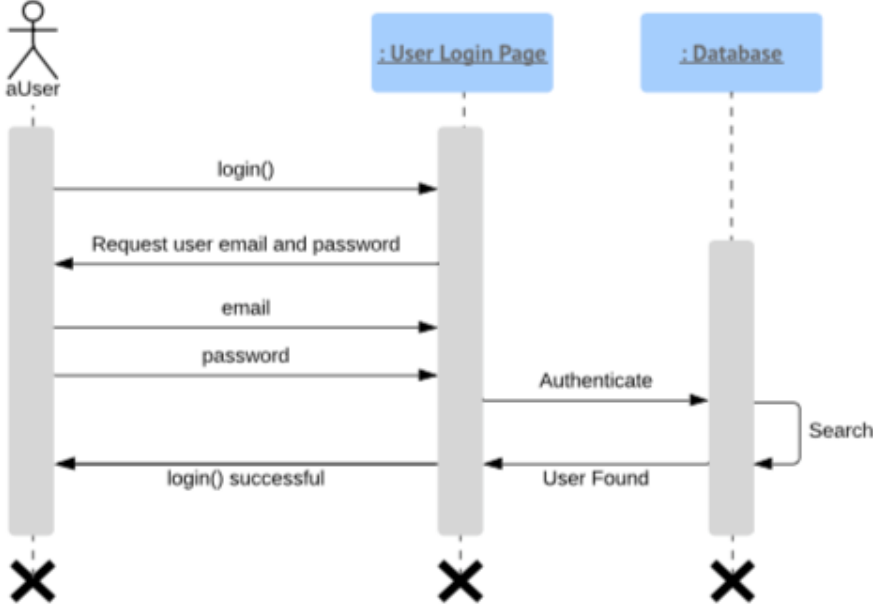 : User Login Page
: Database
aUser
login()
Request user email and password
email
password
Authenticate
Search
login() successful
User Found